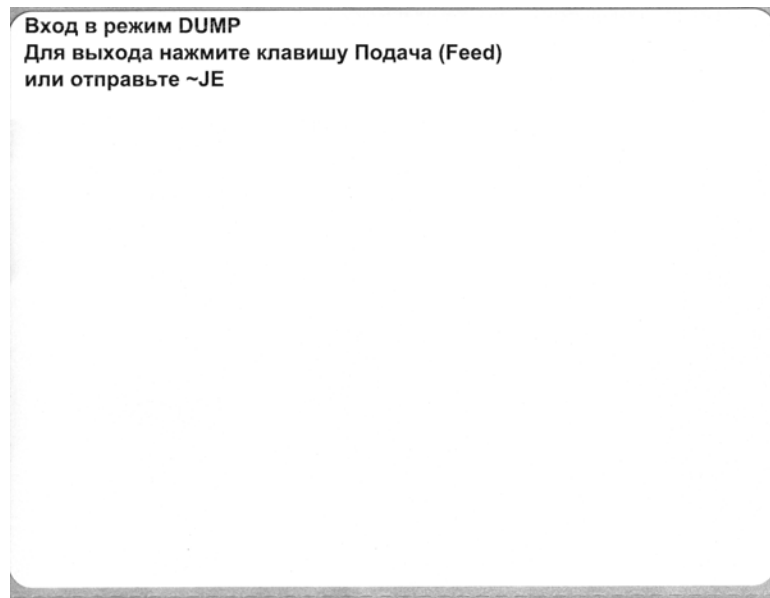 Вход в режим DUMP
Для выхода нажмите клавишу Подача (Feed)
или отправьте ~JE